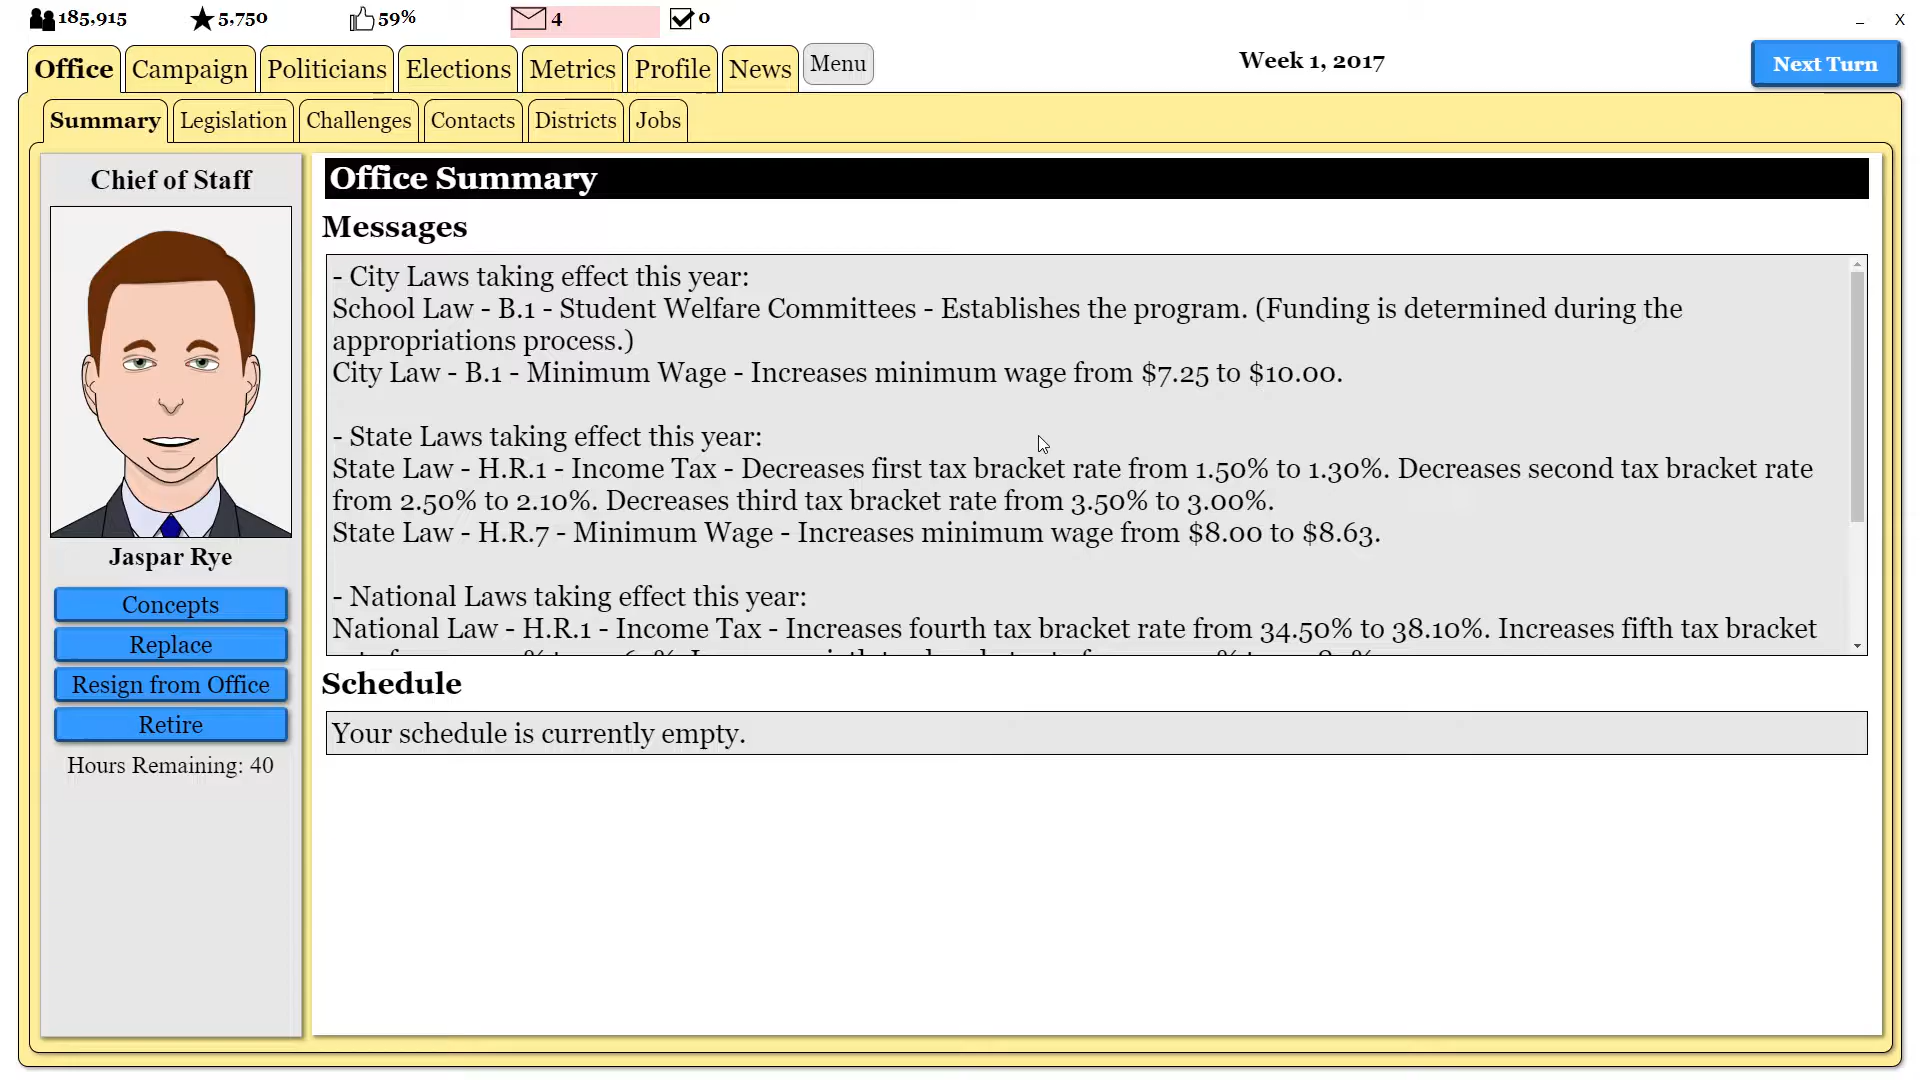 185,915 5,750 59% 4 0 _ X
Office Campaign Politicians Elections Metrics Profile News Menu Week 1, 2017 Next Turn
Summary Legislation Challenges Contacts Districts Jobs
Chief of Staff
Jaspar Rye
Concepts
Replace
Resign from Office
Retire
Hours Remaining: 40
Office Summary
Messages
- City Laws taking effect this year:
School Law - B.1 - Student Welfare Committees - Establishes the program. (Funding is determined during the
appropriations process.)
City Law - B.1 - Minimum Wage - Increases minimum wage from $7.25 to $10.00.
- State Laws taking effect this year:
State Law - H.R.1 - Income Tax - Decreases first tax bracket rate from 1.50% to 1.30%. Decreases second tax bracket rate
from 2.50% to 2.10%. Decreases third tax bracket rate from 3.50% to 3.00%.
State Law - H.R.7 - Minimum Wage - Increases minimum wage from $8.00 to $8.63.
- National Laws taking effect this year:
National Law - H.R.1 - Income Tax - Increases fourth tax bracket rate from 34.50% to 38.10%. Increases fifth tax bracket
Schedule
Your schedule is currently empty.